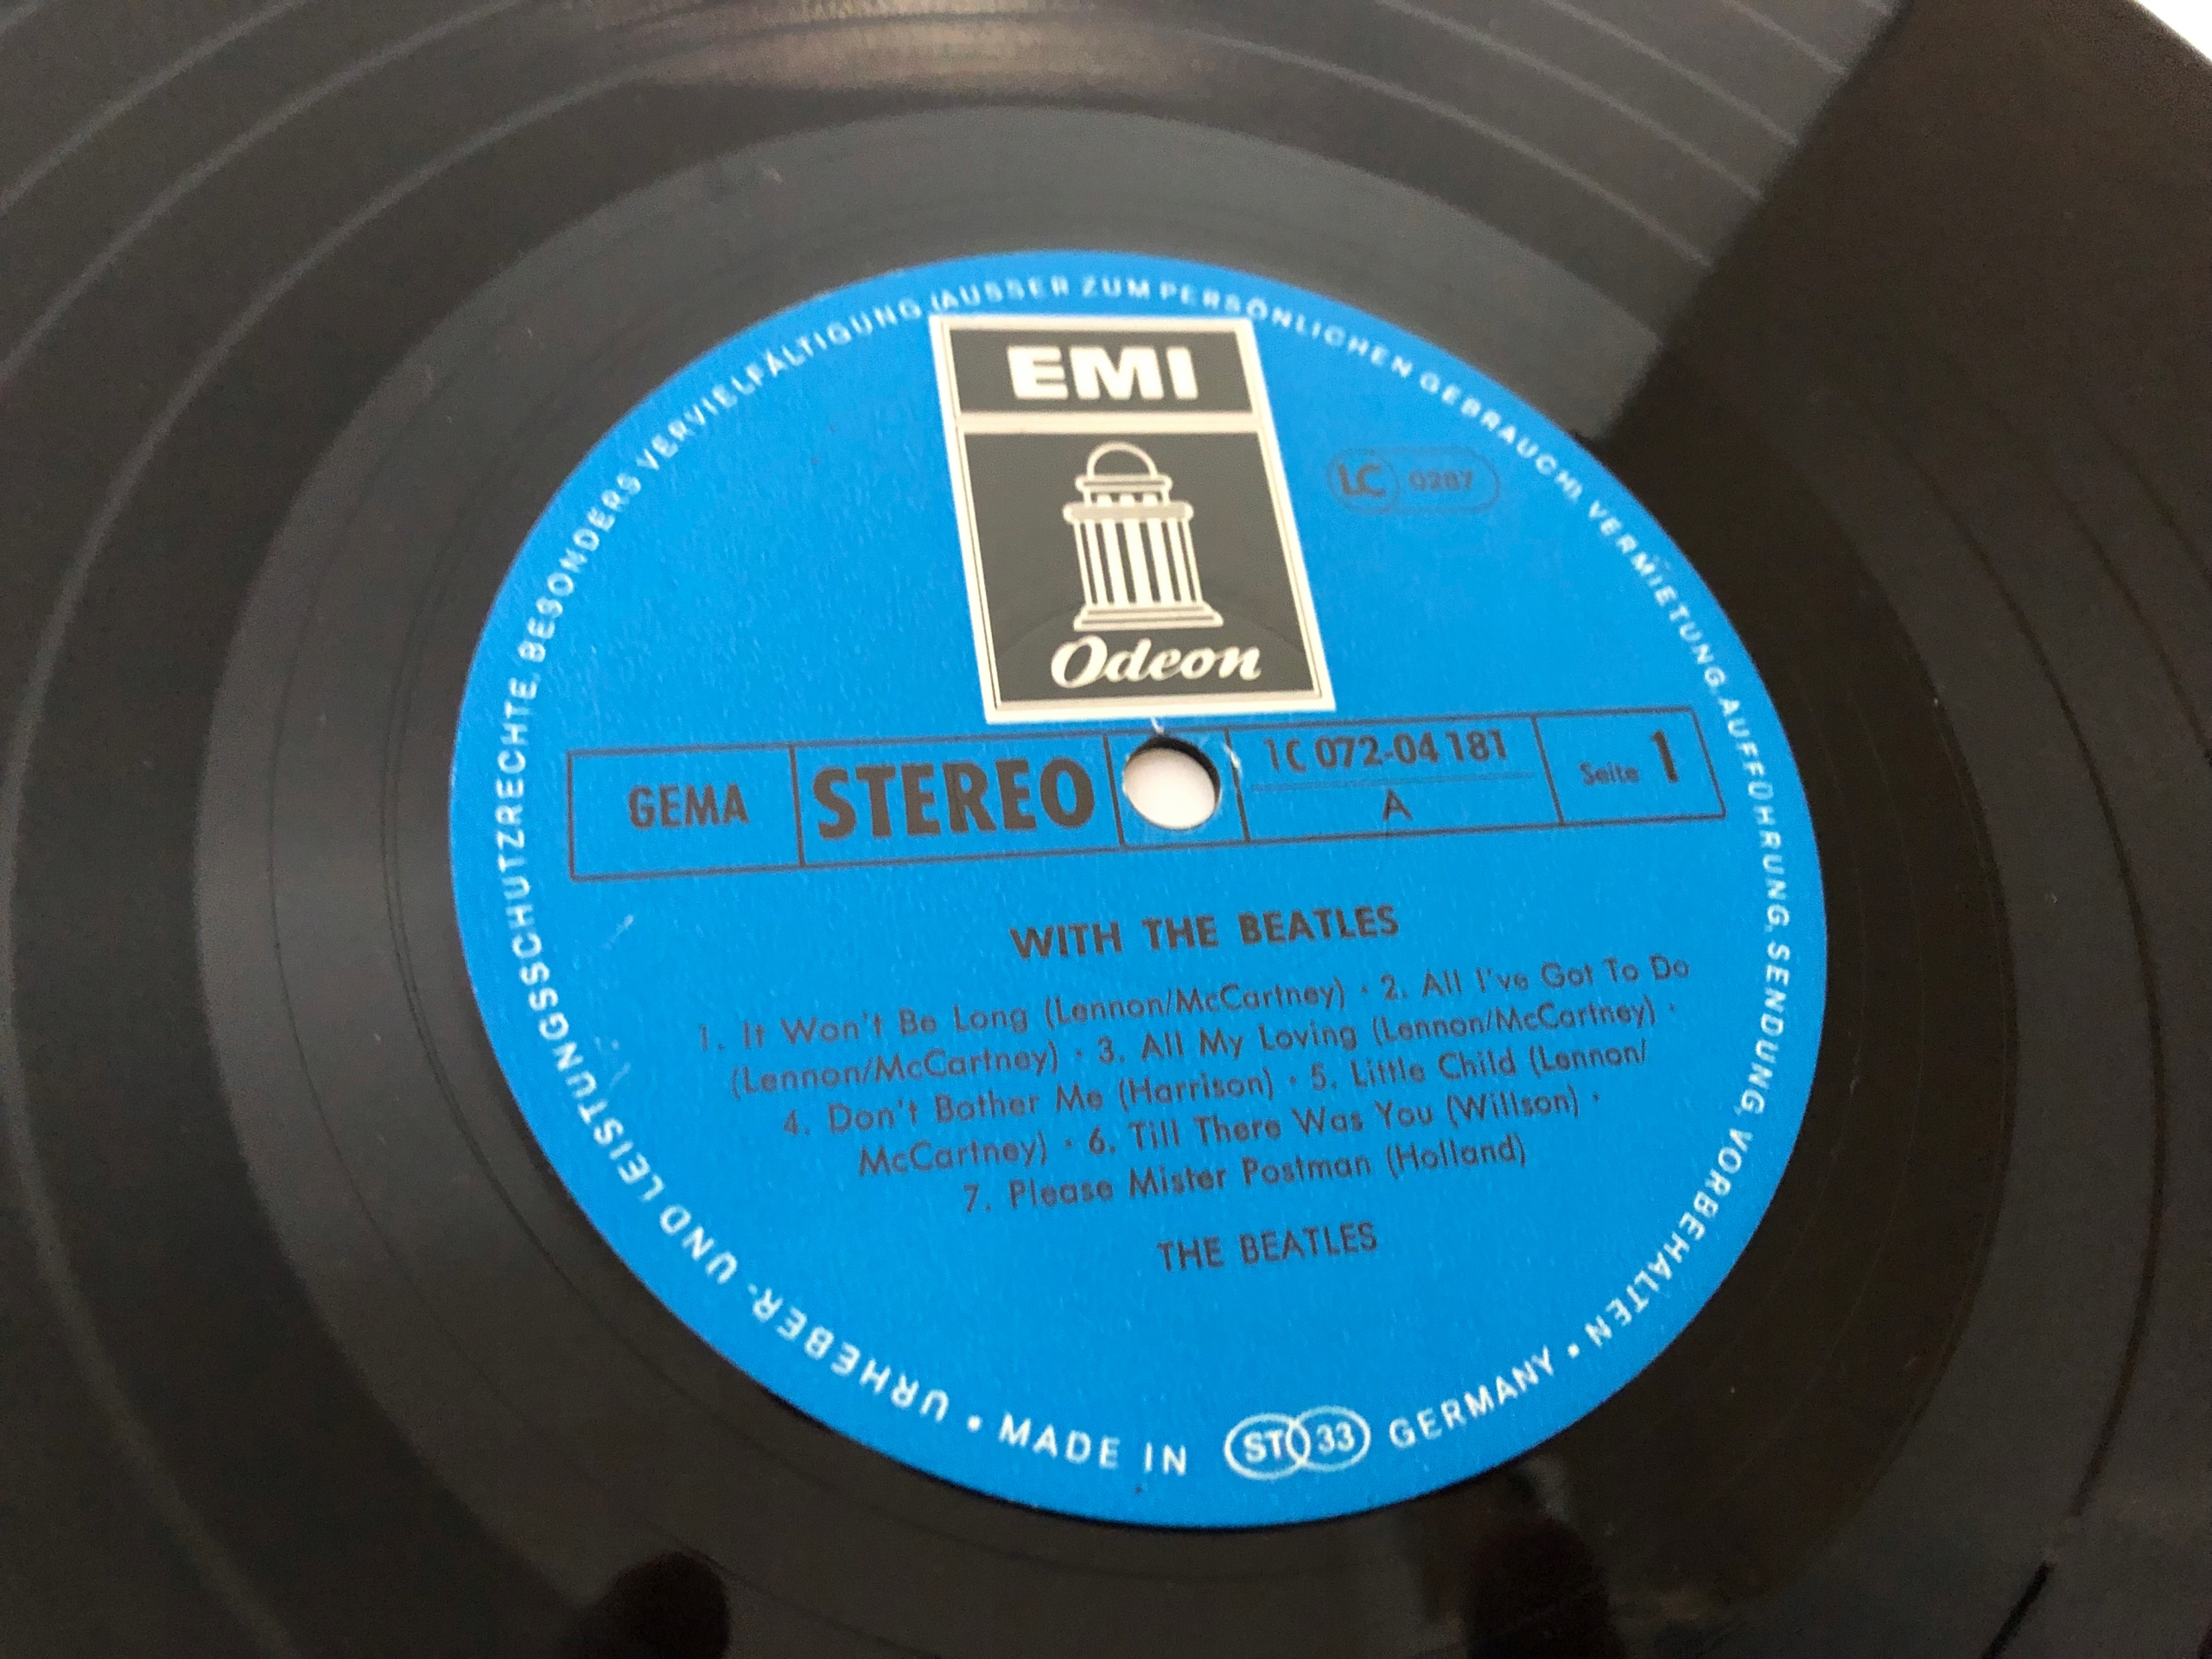 EMI
Odeon
LC 0287
GEMA
STEREO
1C 072-04 181
A
Seite 1
WITH THE BEATLES
1. It Won't Be Long (Lennon/McCartney) · 2. All I've Got To Do
(Lennon/McCartney) · 3. All My Loving (Lennon/McCartney) ·
4. Don't Bother Me (Harrison) · 5. Little Child (Lennon/
McCartney) · 6. Till There Was You (Willson) ·
7. Please Mister Postman (Holland)
THE BEATLES
URHEBER- UND LEISTUNGSSCHUTZRECHTE, BESONDERS VERVIELFÄLTIGUNG (AUSSER ZUM PERSÖNLICHEN GEBRAUCH), VERMIETUNG, AUFFÜHRUNG, SENDUNG, VORBEHALTEN •
MADE IN ST 33 GERMANY •